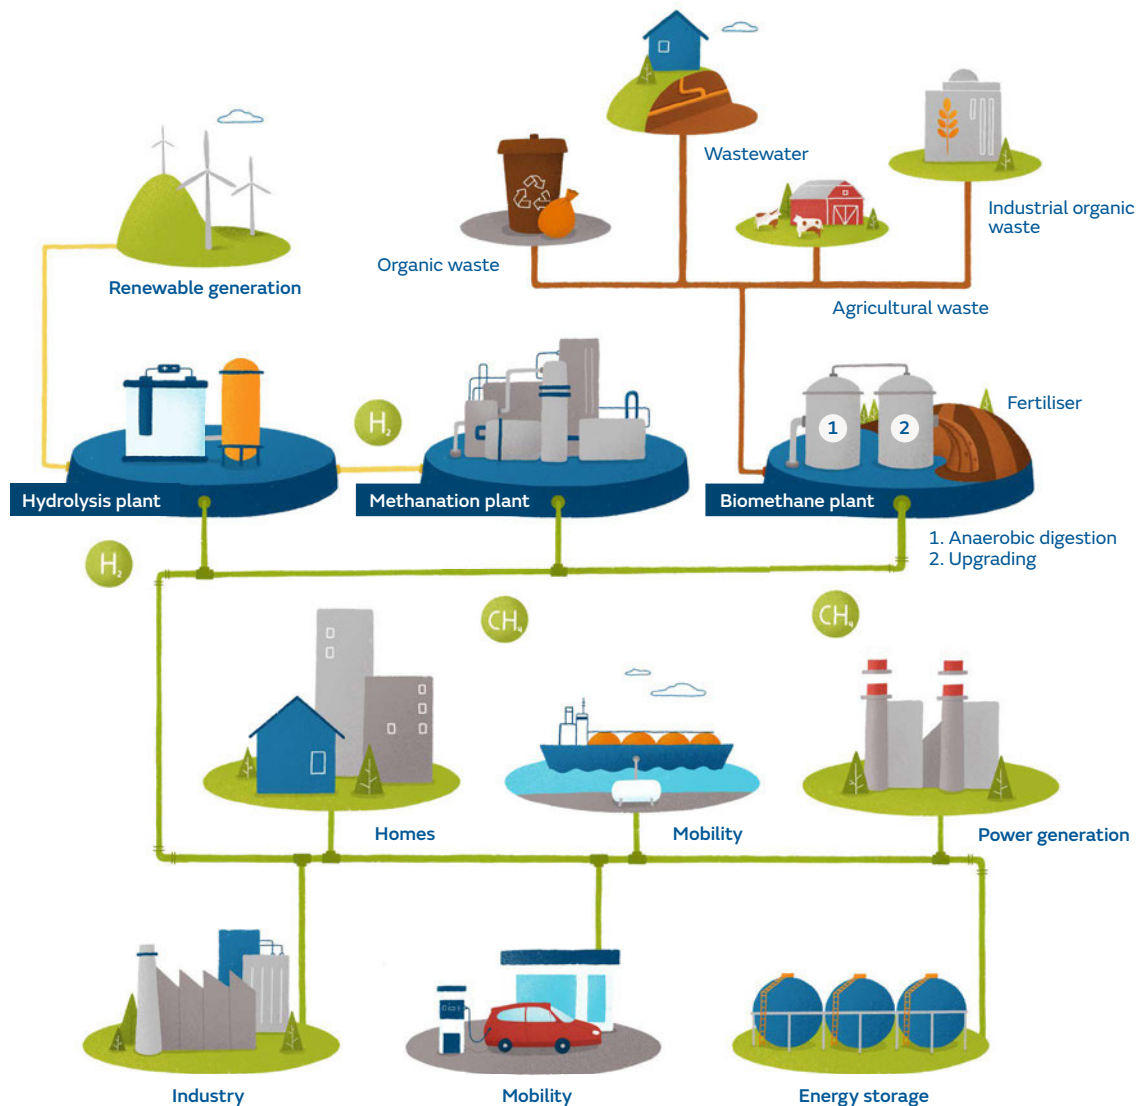 Wastewater
Industrial organic
waste
Organic waste
Renewable generation
Agricultural waste
H₂
1
2
Fertiliser
Hydrolysis plant
Methanation plant
Biomethane plant
1. Anaerobic digestion
2. Upgrading
H₂
CH₄
CH₄
Homes
Mobility
Power generation
Industry
Mobility
Energy storage